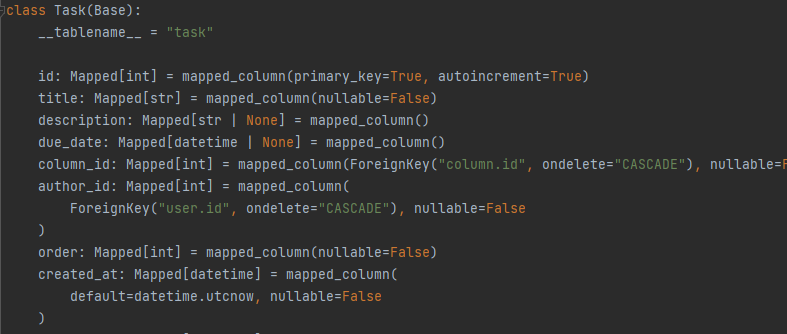 class Task(Base):
    __tablename__ = "task"

    id: Mapped[int] = mapped_column(primary_key=True, autoincrement=True)
    title: Mapped[str] = mapped_column(nullable=False)
    description: Mapped[str | None] = mapped_column()
    due_date: Mapped[datetime | None] = mapped_column()
    column_id: Mapped[int] = mapped_column(ForeignKey("column.id", ondelete="CASCADE"), nullable=
    author_id: Mapped[int] = mapped_column(
        ForeignKey("user.id", ondelete="CASCADE"), nullable=False
    )
    order: Mapped[int] = mapped_column(nullable=False)
    created_at: Mapped[datetime] = mapped_column(
        default=datetime.utcnow, nullable=False
    )